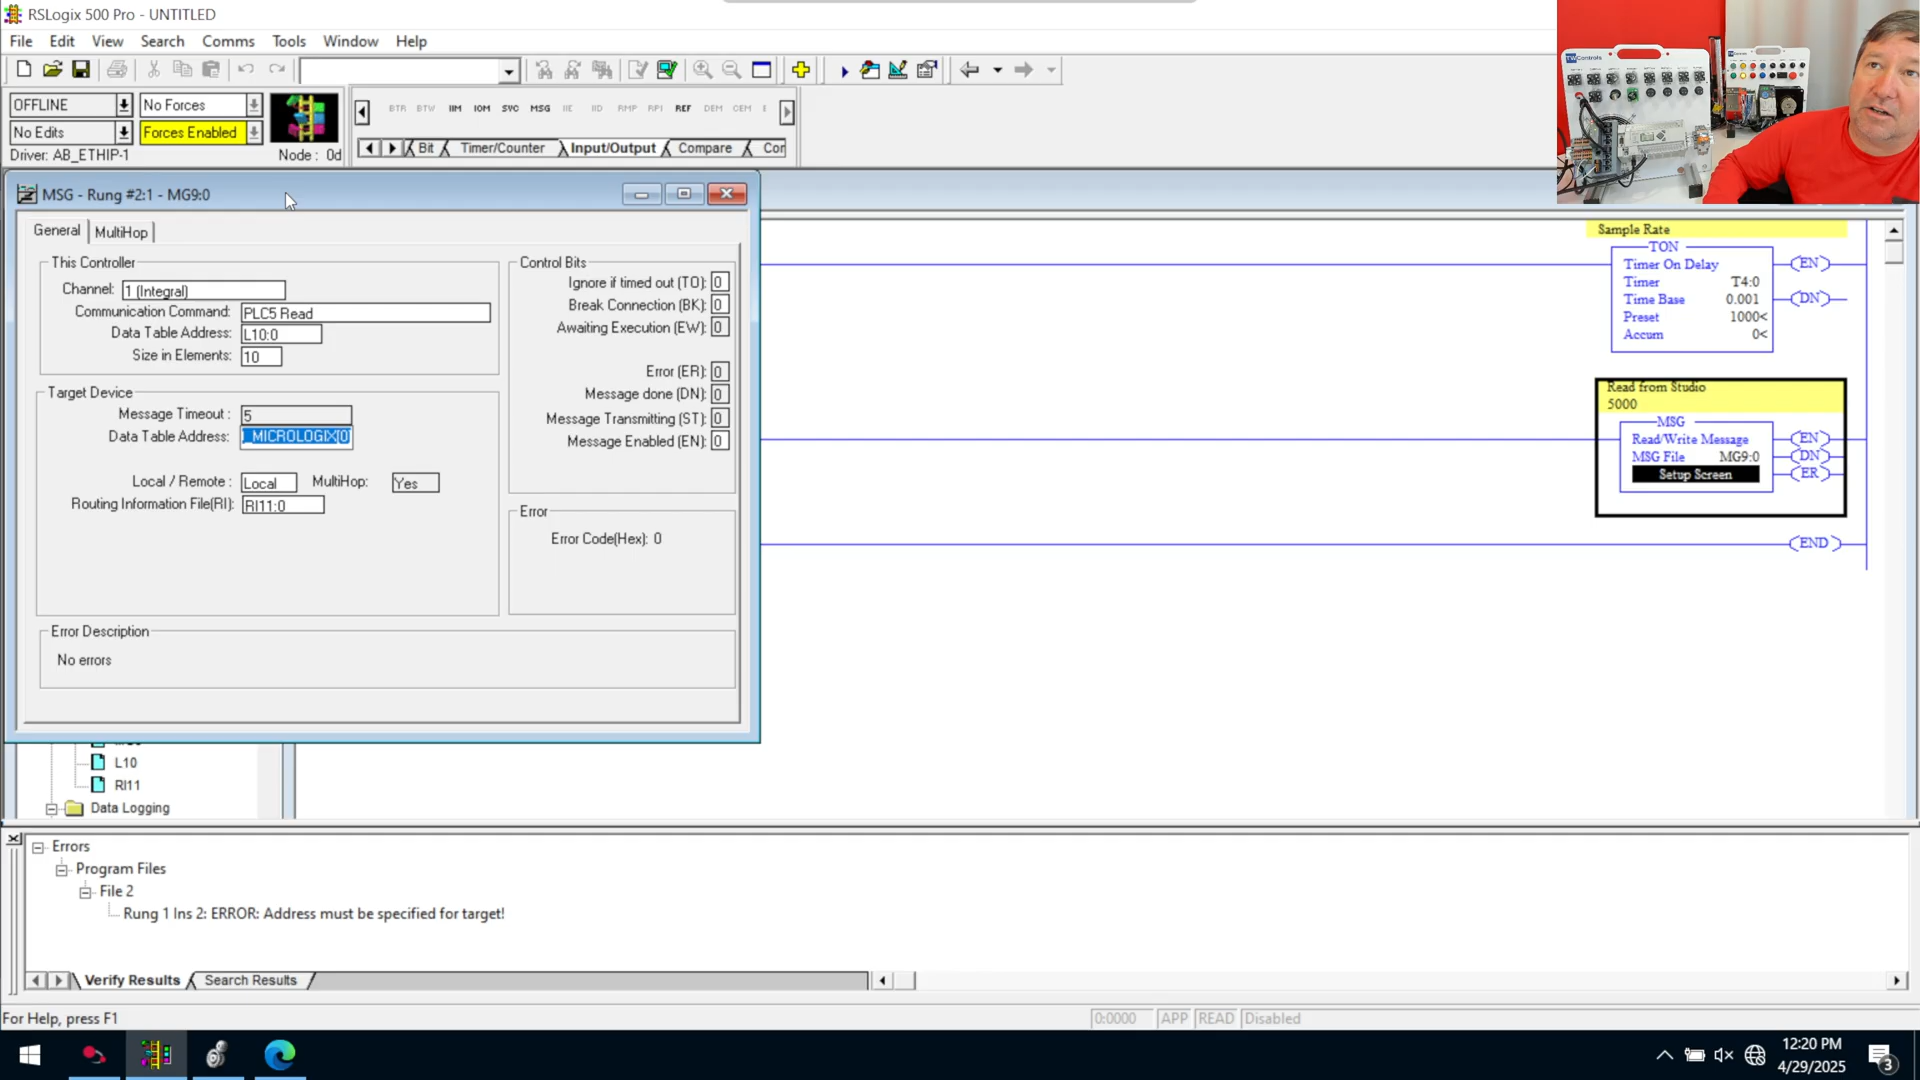 RSLogix 500 Pro - UNTITLED
File Edit View Search Comms Tools Window Help
OFFLINE No Forces
No Edits Forces Enabled
Driver: AB_ETHIP-1 Node: 0d
BTR BTW IIM IOM SVC MSG IIE IID RMP RPI REF DEM CEM
Bit Timer/Counter Input/Output Compare
MSG - Rung #2:1 - MG9:0
General MultiHop
This Controller
Channel: 1 (Integral)
Communication Command: PLC5 Read
Data Table Address: L10:0
Size in Elements: 10
Target Device
Message Timeout : 5
Data Table Address: _MICROLOGIX[0]
Local / Remote : Local MultiHop: Yes
Routing Information File(RI): RI11:0
Control Bits
Ignore if timed out (TO): 0
Break Connection (BK): 0
Awaiting Execution (EW): 0
Error (ER): 0
Message done (DN): 0
Message Transmitting (ST): 0
Message Enabled (EN): 0
Error
Error Code(Hex): 0
Error Description
No errors
Sample Rate
TON
Timer On Delay EN
Timer T4:0
Time Base 0.001 DN
Preset 1000<
Accum 0<
Read from Studio
5000
MSG
Read/Write Message EN
MSG File MG9:0 DN
Setup Screen ER
END
L10
RI11
Data Logging
Errors
Program Files
File 2
Rung 1 Ins 2: ERROR: Address must be specified for target!
Verify Results Search Results
For Help, press F1
0:0000 APP READ Disabled
12:20 PM
4/29/2025
3